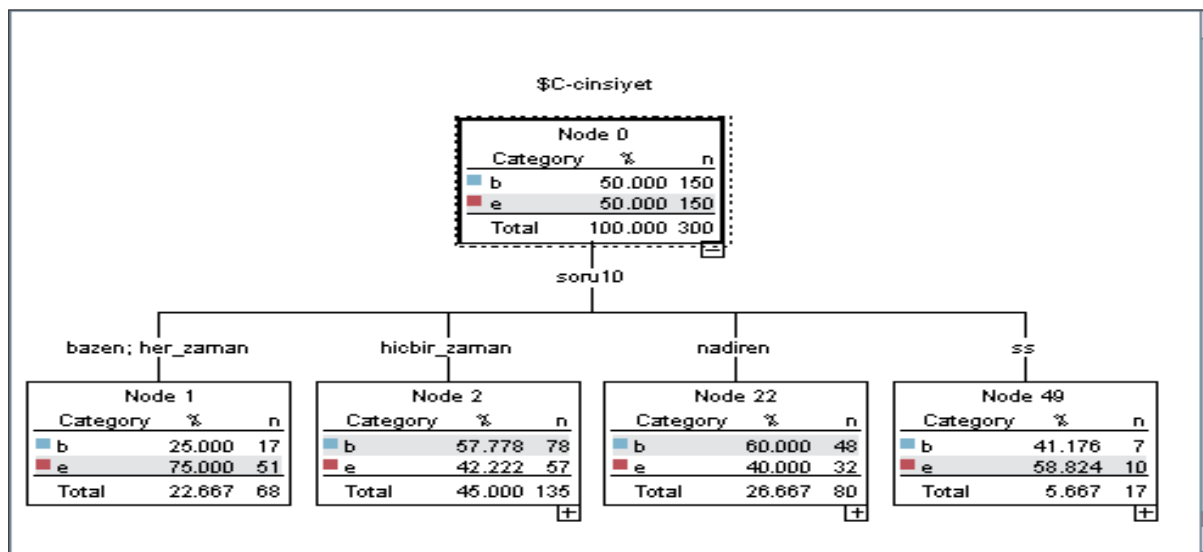 $C-cinsiyet
Node 0
Category % n
b 50.000 150
e 50.000 150
Total 100.000 300
soru10
bazen; her_zaman
Node 1
Category % n
b 25.000 17
e 75.000 51
Total 22.667 68
hicbir_zaman
Node 2
Category % n
b 57.778 78
e 42.222 57
Total 45.000 135
nadiren
Node 22
Category % n
b 60.000 48
e 40.000 32
Total 26.667 80
ss
Node 49
Category % n
b 41.176 7
e 58.824 10
Total 5.667 17